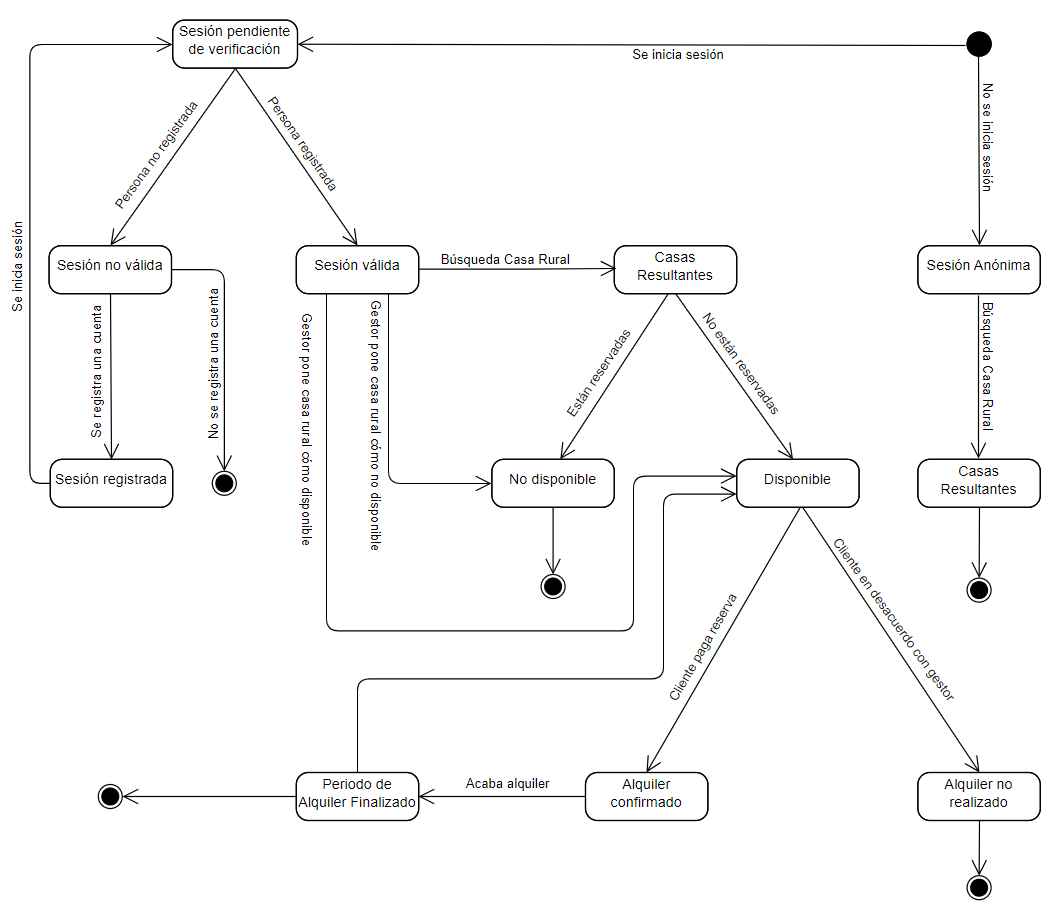 Sesión pendiente
de verificación
Se inicia sesión
No se inicia sesión
Persona no registrada
Persona registrada
Se inicia sesión
Sesión no válida
Sesión válida
Búsqueda Casa Rural
Casas
Resultantes
Sesión Anónima
Se registra una cuenta
No se registra una cuenta
Gestor pone casa rural cómo disponible
Gestor pone casa rural cómo no disponible
Están reservadas
No están reservadas
Búsqueda Casa Rural
Sesión registrada
No disponible
Disponible
Casas
Resultantes
Cliente paga reserva
Cliente en desacuerdo con gestor
Periodo de
Alquiler Finalizado
Acaba alquiler
Alquiler
confirmado
Alquiler no
realizado